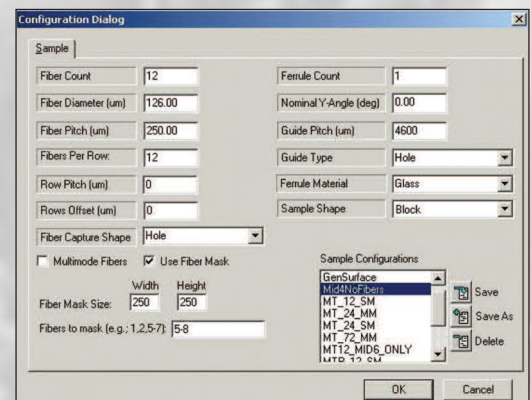 Configuration Dialog
Sample
Fiber Count 12
Fiber Diameter (um) 126.00
Fiber Pitch (um) 250.00
Fibers Per Row: 12
Row Pitch (um) 0
Rows Offset (um) 0
Fiber Capture Shape Hole
Multimode Fibers Use Fiber Mask
Width Height
Fiber Mask Size: 250 250
Fibers to mask (e.g.; 1,2,5-7): 5-8
Ferrule Count 1
Nominal Y-Angle (deg) 0.00
Guide Pitch (um) 4600
Guide Type Hole
Ferrule Material Glass
Sample Shape Block
Sample Configurations
GenSurface
Mid4NoFibers
MT_12_SM
MT_24_MM
MT_24_SM
MT_72_MM
MT12_MID6_ONLY
MTP_12_SM
Save
Save As
Delete
OK Cancel